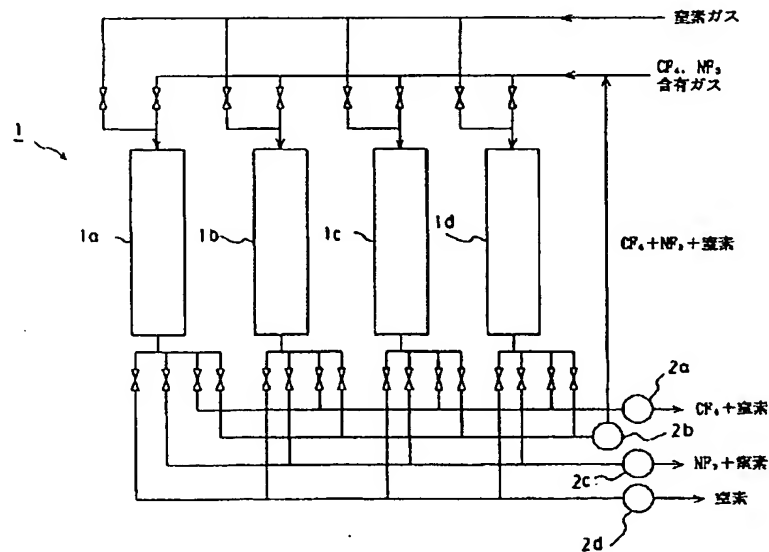 窒素ガス
CF₄、NF₃
含有ガス
1
1a
1b
1c
1d
CF₄+NF₃+窒素
2a
CF₄+窒素
2b
NF₃+窒素
2c
窒素
2d